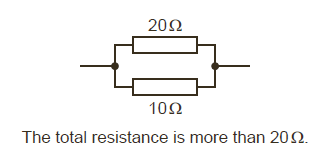 20Ω
10Ω
The total resistance is more than 20Ω.